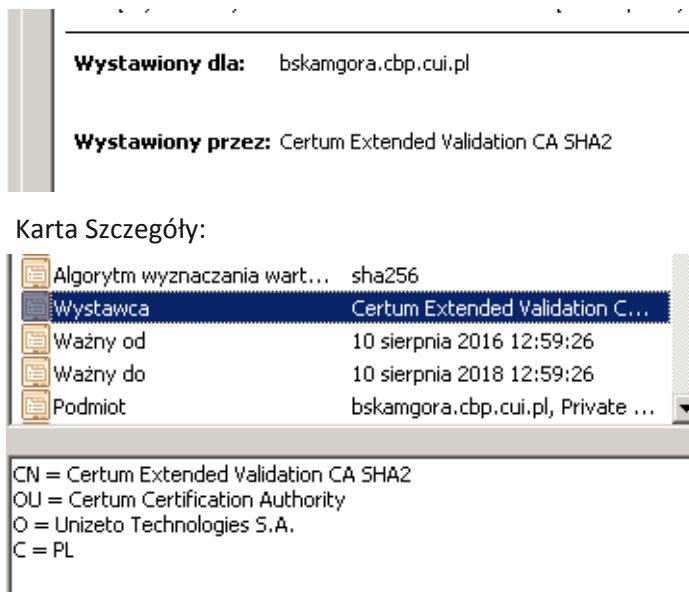 Wystawiony dla: bskamgora.cbp.cui.pl
Wystawiony przez: Certum Extended Validation CA SHA2
Karta Szczegóły:
Algorytm wyznaczania wart... sha256
Wystawca Certum Extended Validation C...
Ważny od 10 sierpnia 2016 12:59:26
Ważny do 10 sierpnia 2018 12:59:26
Podmiot bskamgora.cbp.cui.pl, Private ...
CN = Certum Extended Validation CA SHA2
OU = Certum Certification Authority
O = Unizeto Technologies S.A.
C = PL